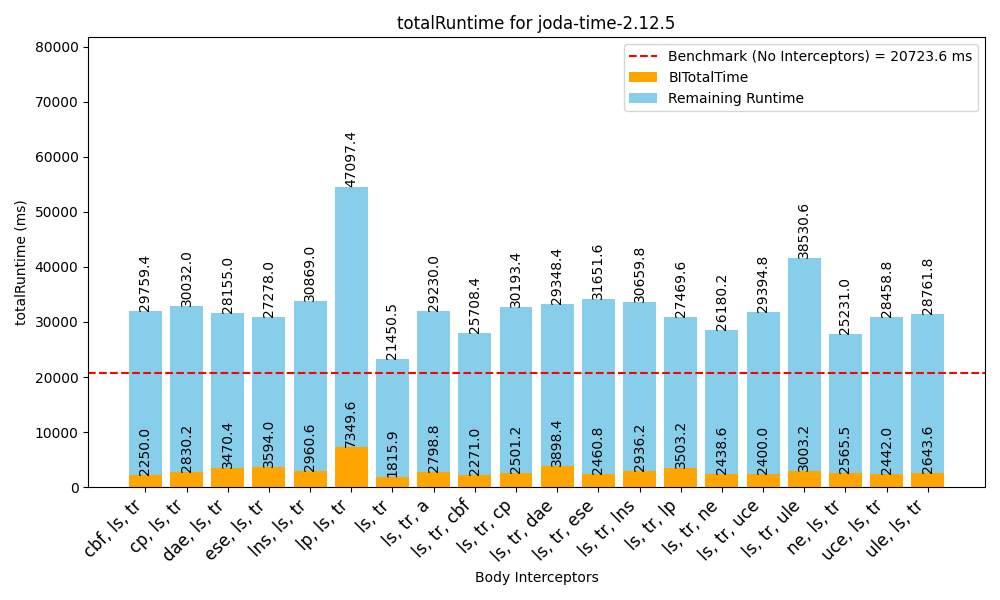 totalRuntime for joda-time-2.12.5
Benchmark (No Interceptors) = 20723.6 ms
BITotalTime
Remaining Runtime
totalRuntime (ms)
80000
70000
60000
50000
40000
30000
20000
10000
0
29759.4
30032.0
28155.0
27278.0
30869.0
47097.4
21450.5
29230.0
25708.4
30193.4
29348.4
31651.6
30659.8
27469.6
26180.2
29394.8
38530.6
25231.0
28458.8
28761.8
2250.0
2830.2
3470.4
3594.0
2960.6
7349.6
1815.9
2798.8
2271.0
2501.2
3898.4
2460.8
2936.2
3503.2
2438.6
2400.0
3003.2
2565.5
2442.0
2643.6
cbf, ls, tr
cp, ls, tr
dae, ls, tr
ese, ls, tr
lns, ls, tr
lp, ls, tr
ls, tr
ls, tr, a
ls, tr, cbf
ls, tr, cp
ls, tr, dae
ls, tr, ese
ls, tr, lns
ls, tr, lp
ls, tr, ne
ls, tr, uce
ls, tr, ule
ne, ls, tr
uce, ls, tr
ule, ls, tr
Body Interceptors